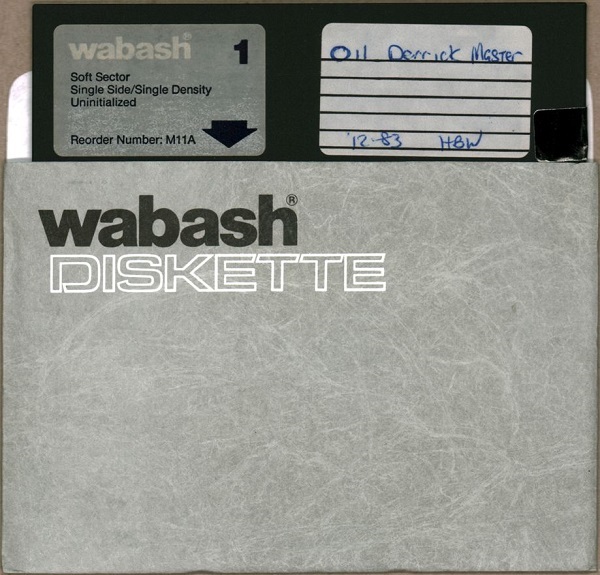 wabash® 1
Soft Sector
Single Side/Single Density
Uninitialized
Reorder Number: M11A
Oil Derrick Master
12-83 HBW
wabash®
DISKETTE